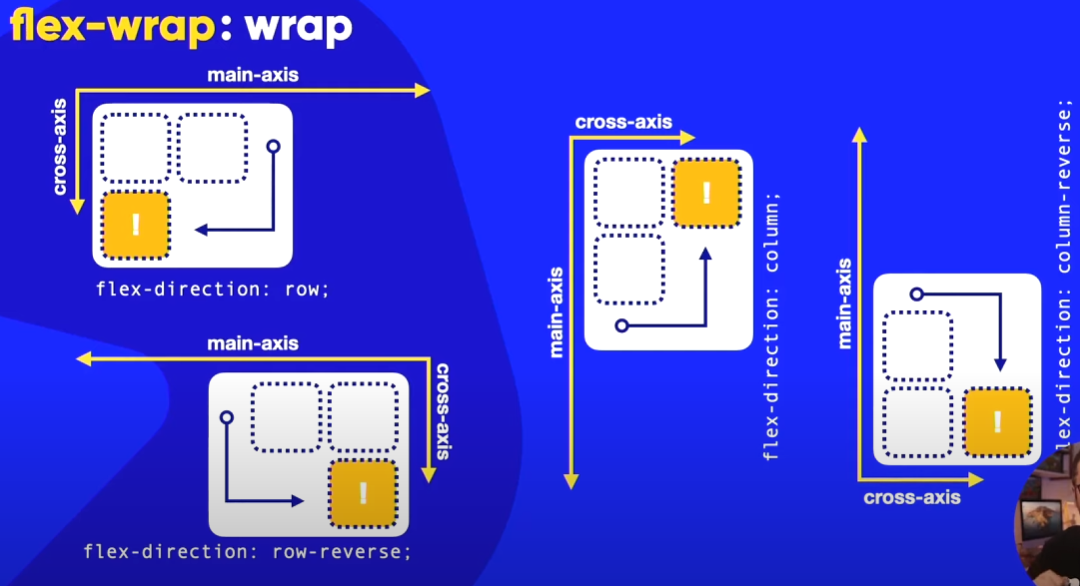 flex-wrap: wrap
main-axis
cross-axis
!
flex-direction: row;
main-axis
cross-axis
!
flex-direction: row-reverse;
cross-axis
main-axis
!
flex-direction: column;
main-axis
!
cross-axis
lex-direction: column-reverse;